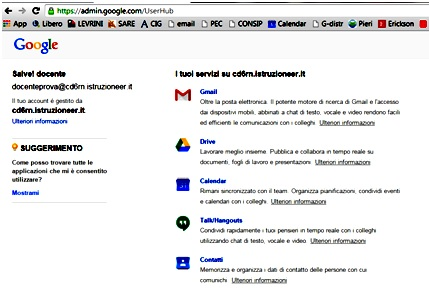 https://admin.google.com/UserHub
App Libero LEVRINI SARE CIG email PEC CONSIP Calendar G-distr Pieri Erickson
Google
Salve! docente
docenteprova@cd6rn.istruzioneer.it
Il tuo account è gestito da
cd6rn.istruzioneer.it
Ulteriori informazioni
SUGGERIMENTO
Come posso trovare tutte le
applicazioni che mi è consentito
utilizzare?
Mostrami
I tuoi servizi su cd6rn.istruzioneer.it
Gmail
Oltre la posta elettronica. Il potente motore di ricerca di Gmail e l'accesso
da dispositivi mobili, abbinati a chat di testo, vocale e video rendono facili
ed efficienti le comunicazioni con i colleghi. Ulteriori informazioni
Drive
Lavorare meglio insieme. Pubblica e collabora in tempo reale su
documenti, fogli di lavoro e presentazioni. Ulteriori informazioni
Calendar
Rimani sincronizzato con il team. Organizza pianificazioni, condividi eventi
e calendari con i colleghi. Ulteriori informazioni
Talk/Hangouts
Condividi rapidamente i tuoi pensieri in tempo reale con i colleghi
utilizzando chat di testo, vocale e video. Ulteriori informazioni
Contatti
Memorizza e organizza i dati di contatto delle persone con cui
comunichi. Ulteriori informazioni